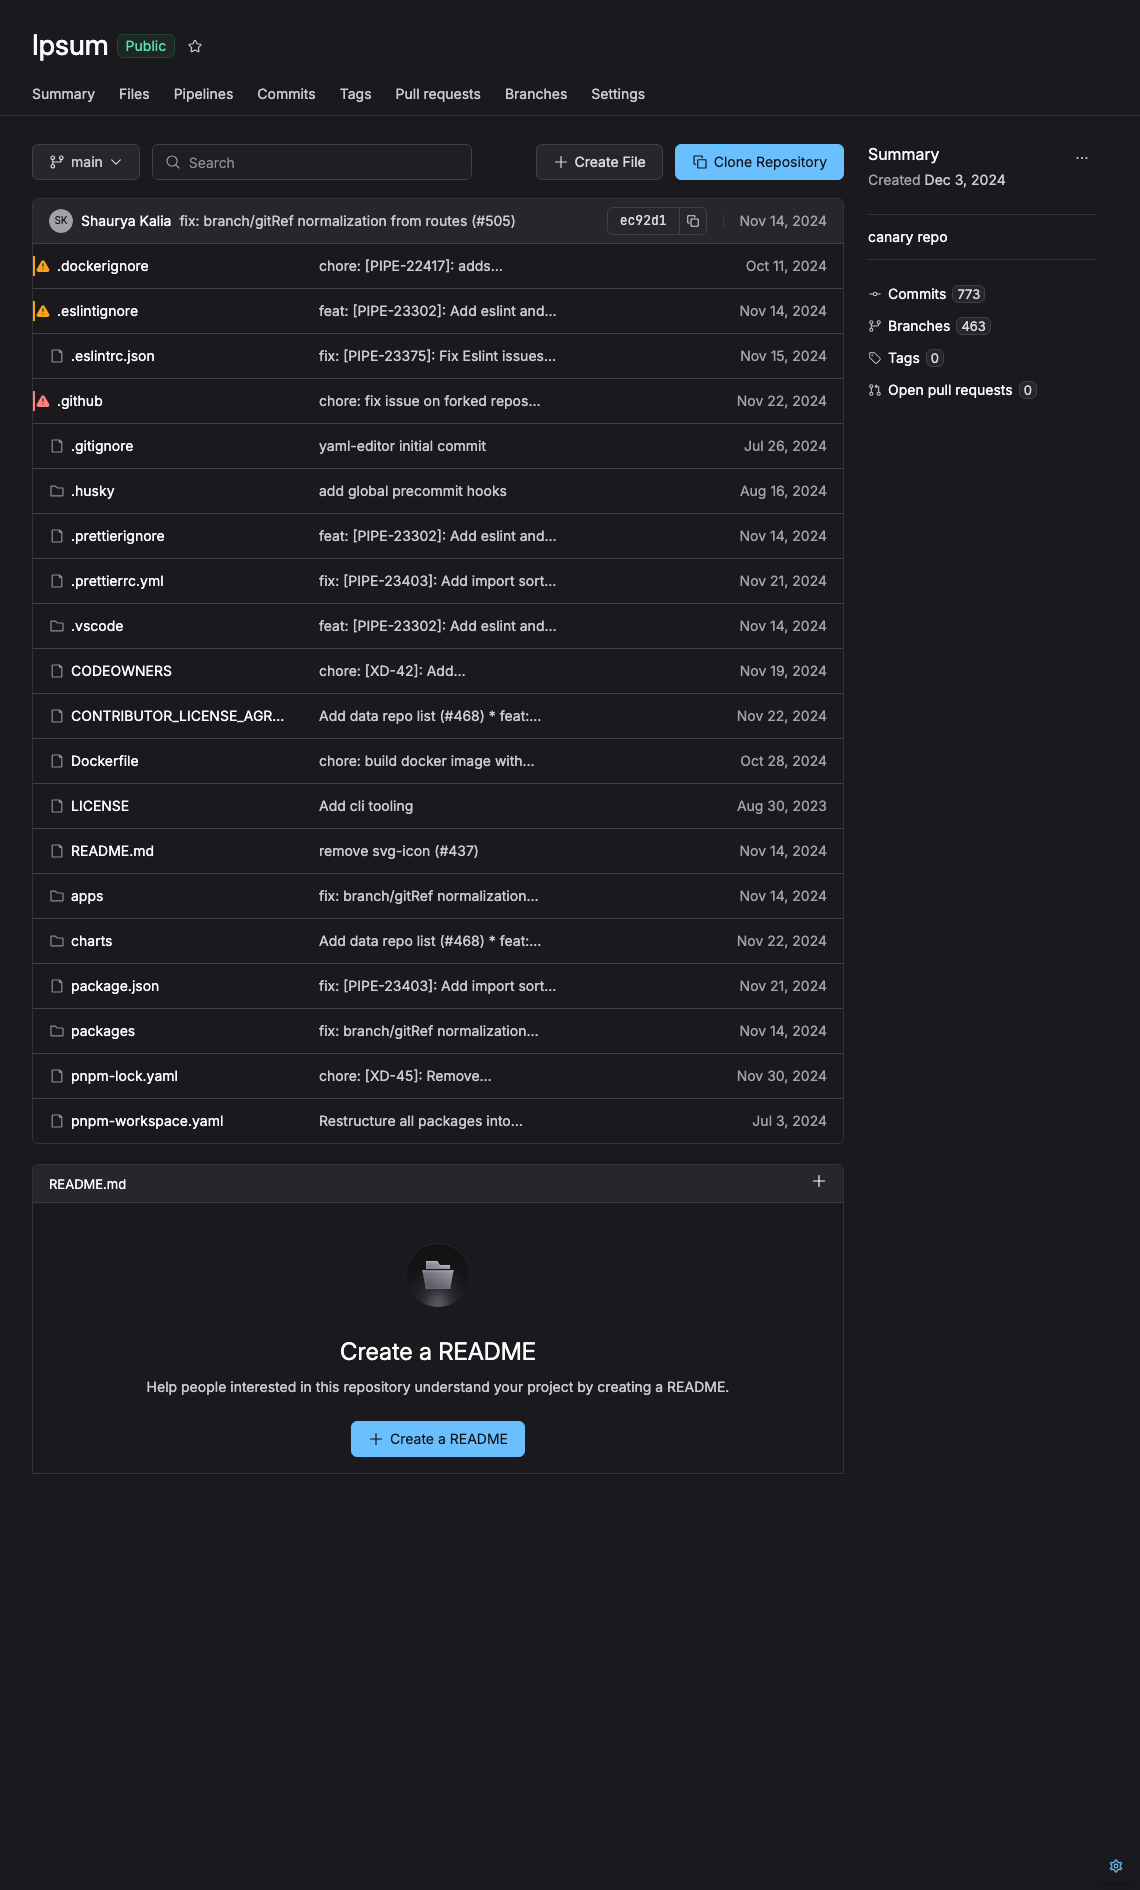 Ipsum Public
Summary Files Pipelines Commits Tags Pull requests Branches Settings
main Search Create File Clone Repository
SK Shaurya Kalia fix: branch/gitRef normalization from routes (#505) ec92d1 Nov 14, 2024
.dockerignore chore: [PIPE-22417]: adds... Oct 11, 2024
.eslintignore feat: [PIPE-23302]: Add eslint and... Nov 14, 2024
.eslintrc.json fix: [PIPE-23375]: Fix Eslint issues... Nov 15, 2024
.github chore: fix issue on forked repos... Nov 22, 2024
.gitignore yaml-editor initial commit Jul 26, 2024
.husky add global precommit hooks Aug 16, 2024
.prettierignore feat: [PIPE-23302]: Add eslint and... Nov 14, 2024
.prettierrc.yml fix: [PIPE-23403]: Add import sort... Nov 21, 2024
.vscode feat: [PIPE-23302]: Add eslint and... Nov 14, 2024
CODEOWNERS chore: [XD-42]: Add... Nov 19, 2024
CONTRIBUTOR_LICENSE_AGR... Add data repo list (#468) * feat:... Nov 22, 2024
Dockerfile chore: build docker image with... Oct 28, 2024
LICENSE Add cli tooling Aug 30, 2023
README.md remove svg-icon (#437) Nov 14, 2024
apps fix: branch/gitRef normalization... Nov 14, 2024
charts Add data repo list (#468) * feat:... Nov 22, 2024
package.json fix: [PIPE-23403]: Add import sort... Nov 21, 2024
packages fix: branch/gitRef normalization... Nov 14, 2024
pnpm-lock.yaml chore: [XD-45]: Remove... Nov 30, 2024
pnpm-workspace.yaml Restructure all packages into... Jul 3, 2024
README.md
Create a README
Help people interested in this repository understand your project by creating a README.
Create a README
Summary ...
Created Dec 3, 2024
canary repo
Commits 773
Branches 463
Tags 0
Open pull requests 0